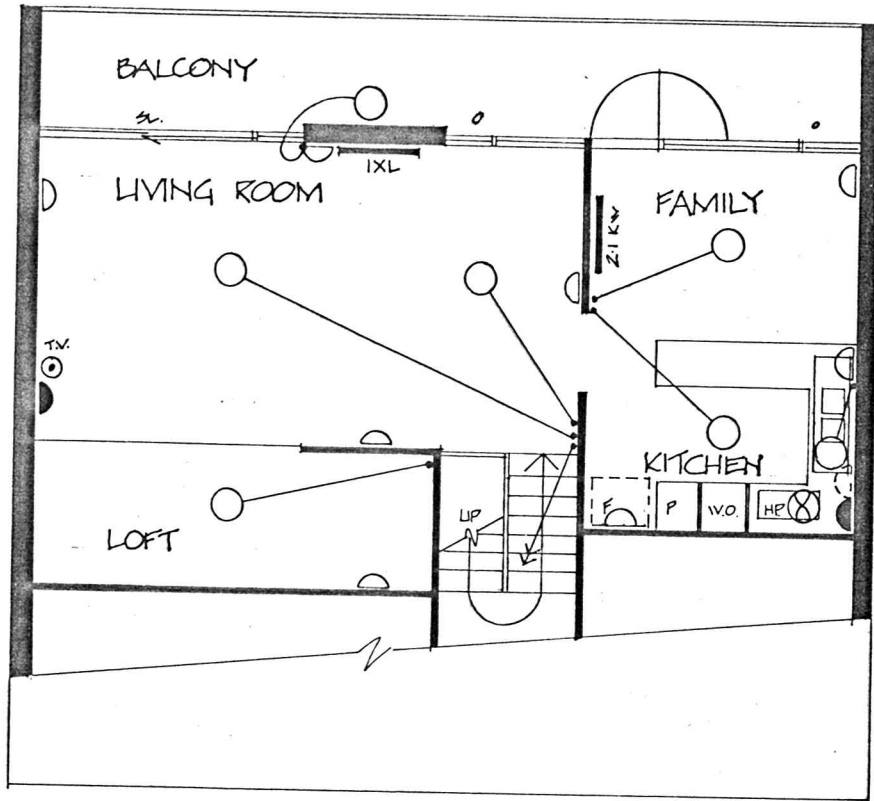 BALCONY
SL.
1XL
LIVING ROOM
FAMILY
2.1 KW
T.V.
KITCHEN
UP
F
P
W.O.
HP
LOFT